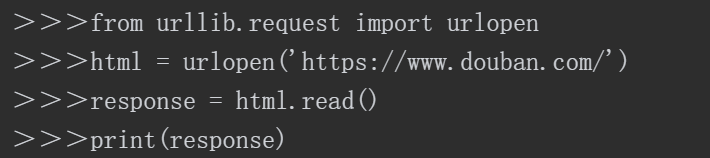 >>>from urllib.request import urlopen
>>>html = urlopen('https://www.douban.com/')
>>>response = html.read()
>>>print(response)